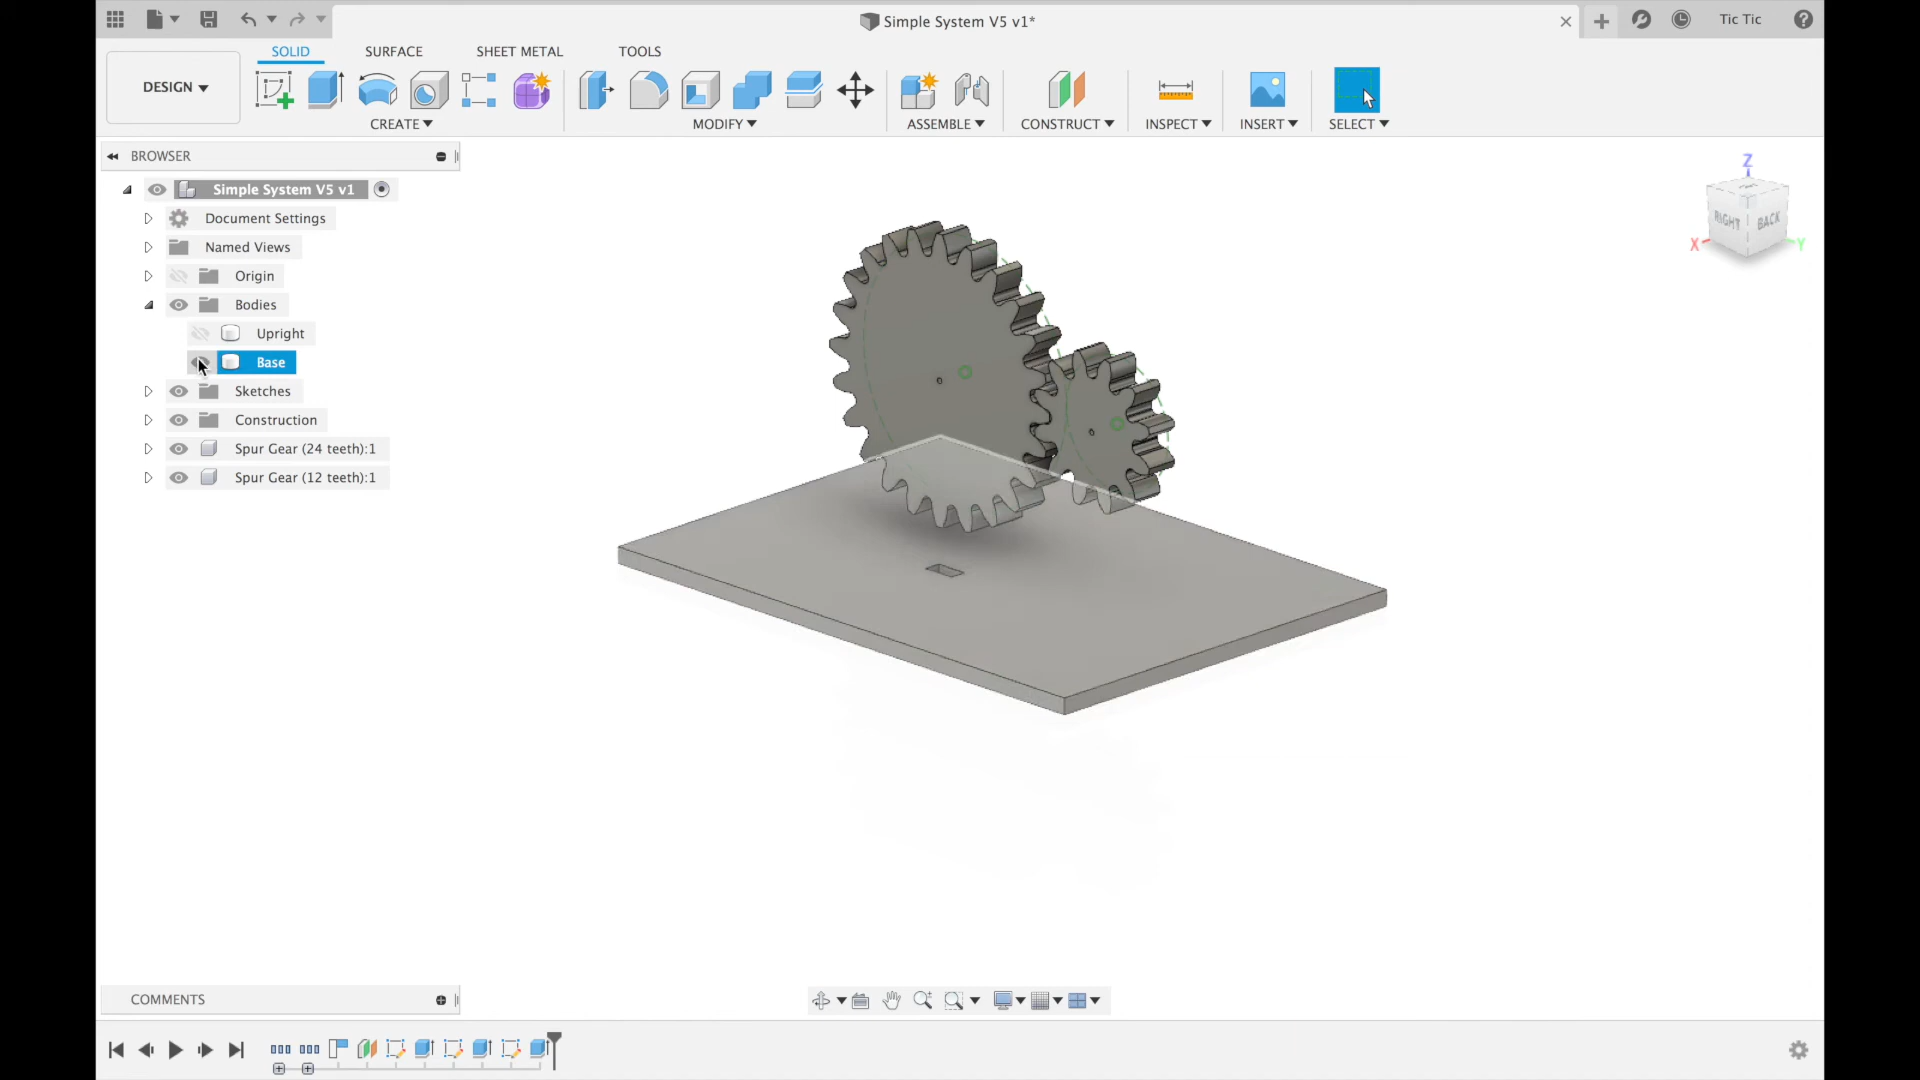 Simple System V5 v1*
Tic Tic
SOLID
SURFACE
SHEET METAL
TOOLS
DESIGN
CREATE
MODIFY
ASSEMBLE
CONSTRUCT
INSPECT
INSERT
SELECT
BROWSER
Simple System V5 v1
Document Settings
Named Views
Origin
Bodies
Upright
Base
Sketches
Construction
Spur Gear (24 teeth):1
Spur Gear (12 teeth):1
Z
RIGHT
BACK
X
Y
COMMENTS